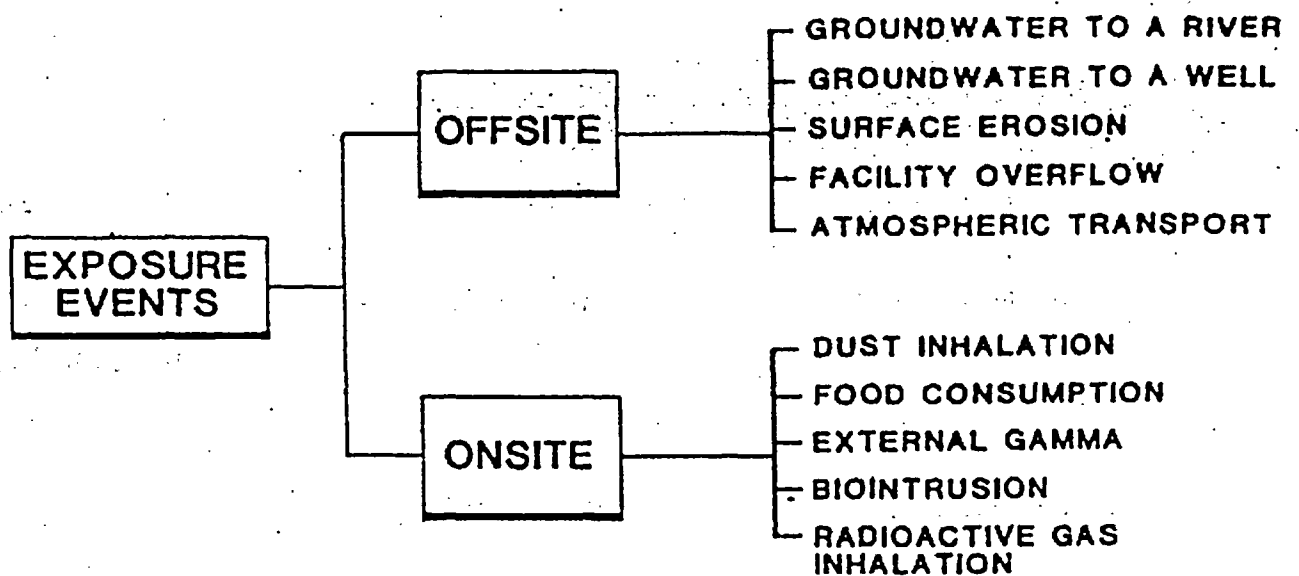 EXPOSURE
EVENTS
OFFSITE
GROUNDWATER TO A RIVER
GROUNDWATER TO A WELL
SURFACE EROSION
FACILITY OVERFLOW
ATMOSPHERIC TRANSPORT
ONSITE
DUST INHALATION
FOOD CONSUMPTION
EXTERNAL GAMMA
BIOINTRUSION
RADIOACTIVE GAS
INHALATION